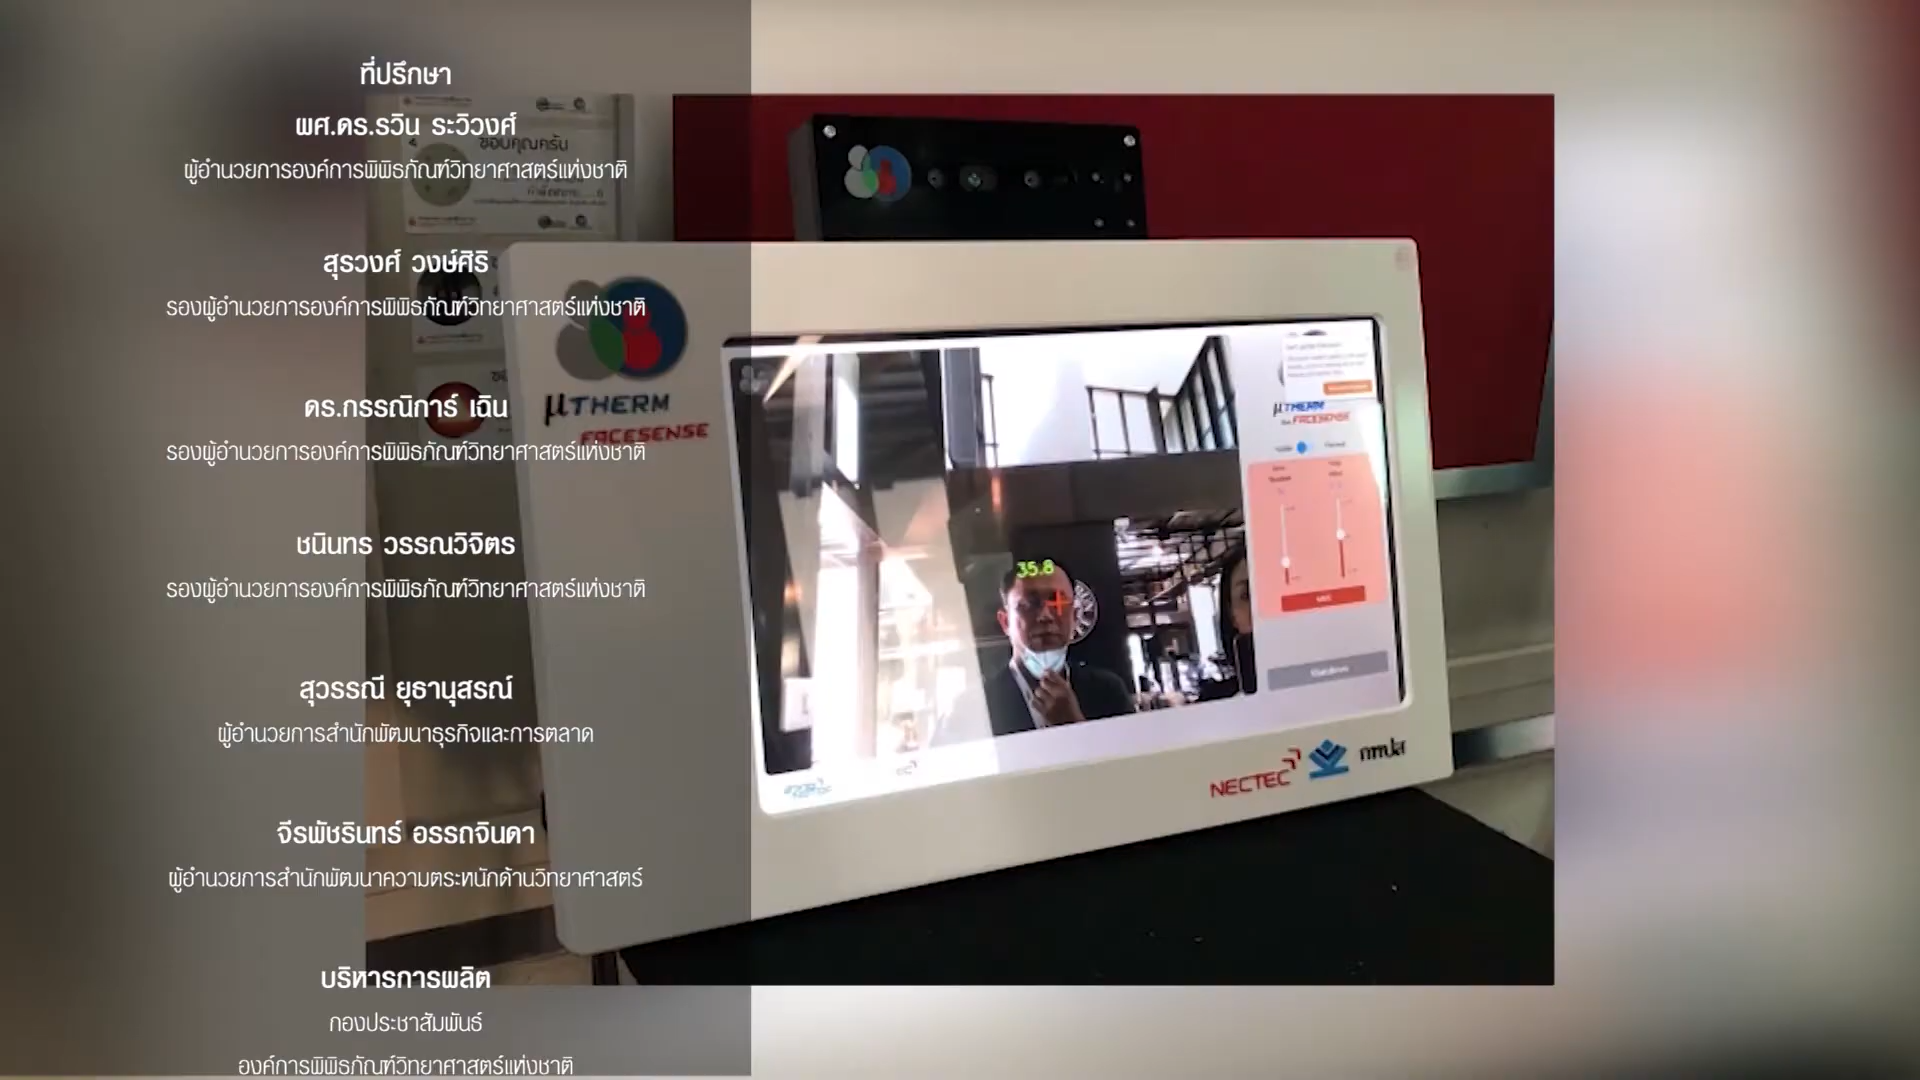 ที่ปรึกษา
ผศ.ดร.รวิน ระวิวงศ์
ผู้อำนวยการองค์การพิพิธภัณฑ์วิทยาศาสตร์แห่งชาติ
สุรวงศ์ วงษ์ศิริ
รองผู้อำนวยการองค์การพิพิธภัณฑ์วิทยาศาสตร์แห่งชาติ
ดร.กรรณิการ์ เฉิน
รองผู้อำนวยการองค์การพิพิธภัณฑ์วิทยาศาสตร์แห่งชาติ
ชนินทร วรรณวิจิตร
รองผู้อำนวยการองค์การพิพิธภัณฑ์วิทยาศาสตร์แห่งชาติ
สุวรรณี ยุธานุสรณ์
ผู้อำนวยการสำนักพัฒนาธุรกิจและการตลาด
จีรพัชรินทร์ อรรถจินดา
ผู้อำนวยการสำนักพัฒนาความตระหนักด้านวิทยาศาสตร์
บริหารการผลิต
กองประชาสัมพันธ์
องค์การพิพิธภัณฑ์วิทยาศาสตร์แห่งชาติ
ขอบคุณครับ
µTHERM
FACESENSE
35.8
µTHERM
FACESENSE
NECTEC
กทปส